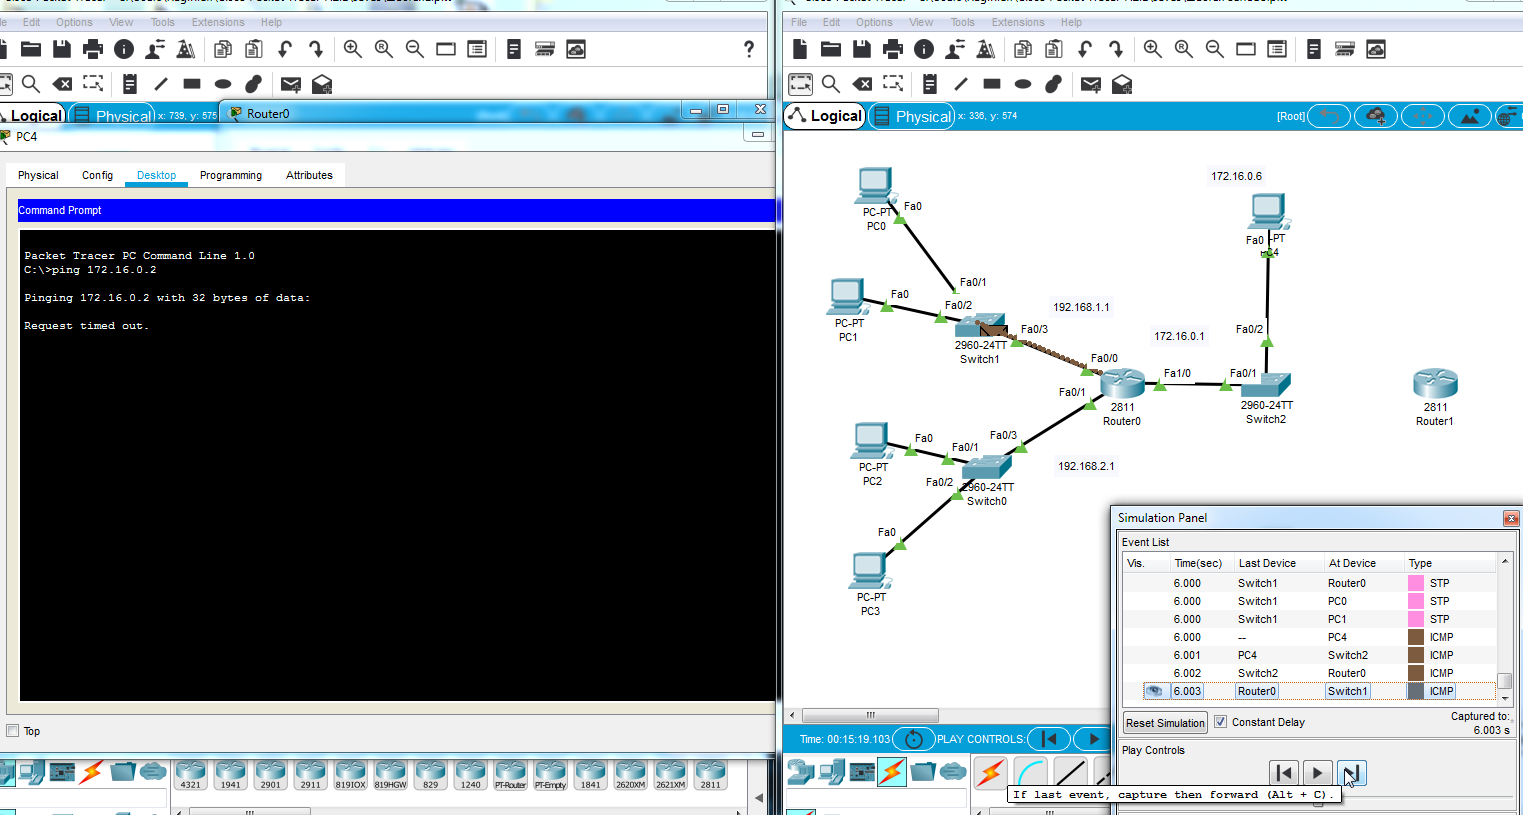 File Edit Options View Tools Extensions Help
Logical Physical x: 739, y: 575
Router0
PC4
Physical Config Desktop Programming Attributes
Command Prompt
Packet Tracer PC Command Line 1.0
C:\>ping 172.16.0.2
Pinging 172.16.0.2 with 32 bytes of data:
Request timed out.
Top
4321 1941 2901 2911 819IOX 819HGW 829 1240 PT-Router PT-Empty 1841 2620XM 2621XM 2811
File Edit Options View Tools Extensions Help
Logical Physical x: 336, y: 574
[Root]
172.16.0.6
PC-PT
PC0
Fa0
Fa0
-PT
PC4
Fa0/1
Fa0
Fa0/2
PC-PT
PC1
192.168.1.1
Fa0/3
2960-24TT
Switch1
172.16.0.1
Fa0/2
Fa0/0
Fa0/1
Fa1/0
Fa0/1
2811
Router0
2960-24TT
Switch2
2811
Router1
Fa0
Fa0/1
Fa0/3
PC-PT
PC2
Fa0/2
2960-24TT
Switch0
192.168.2.1
Fa0
PC-PT
PC3
Simulation Panel
Event List
Vis. Time(sec) Last Device At Device Type
6.000 Switch1 Router0 STP
6.000 Switch1 PC0 STP
6.000 Switch1 PC1 STP
6.000 -- PC4 ICMP
6.001 PC4 Switch2 ICMP
6.002 Switch2 Router0 ICMP
6.003 Router0 Switch1 ICMP
Reset Simulation Constant Delay
Captured to:
6.003 s
Play Controls
Time: 00:15:19.103 PLAY CONTROLS:
If last event, capture then forward (Alt + C).